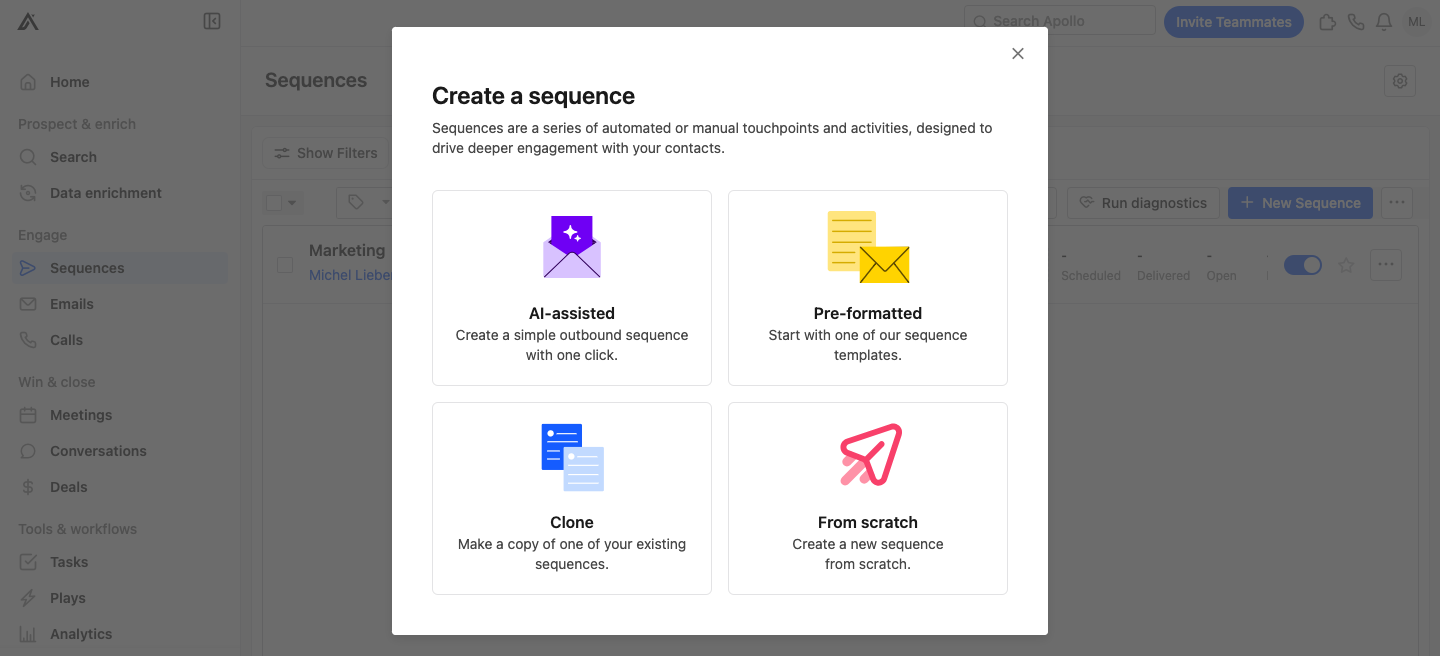 Search Apollo
Invite Teammates
ML
Home
Prospect & enrich
Search
Data enrichment
Engage
Sequences
Emails
Calls
Win & close
Meetings
Conversations
Deals
Tools & workflows
Tasks
Plays
Analytics
Sequences
Show Filters
Run diagnostics
New Sequence
Marketing
-
-
-
Scheduled
Delivered
Open
Create a sequence
Sequences are a series of automated or manual touchpoints and activities, designed to
drive deeper engagement with your contacts.
AI-assisted
Create a simple outbound sequence
with one click.
Pre-formatted
Start with one of our sequence
templates.
Clone
Make a copy of one of your existing
sequences.
From scratch
Create a new sequence
from scratch.